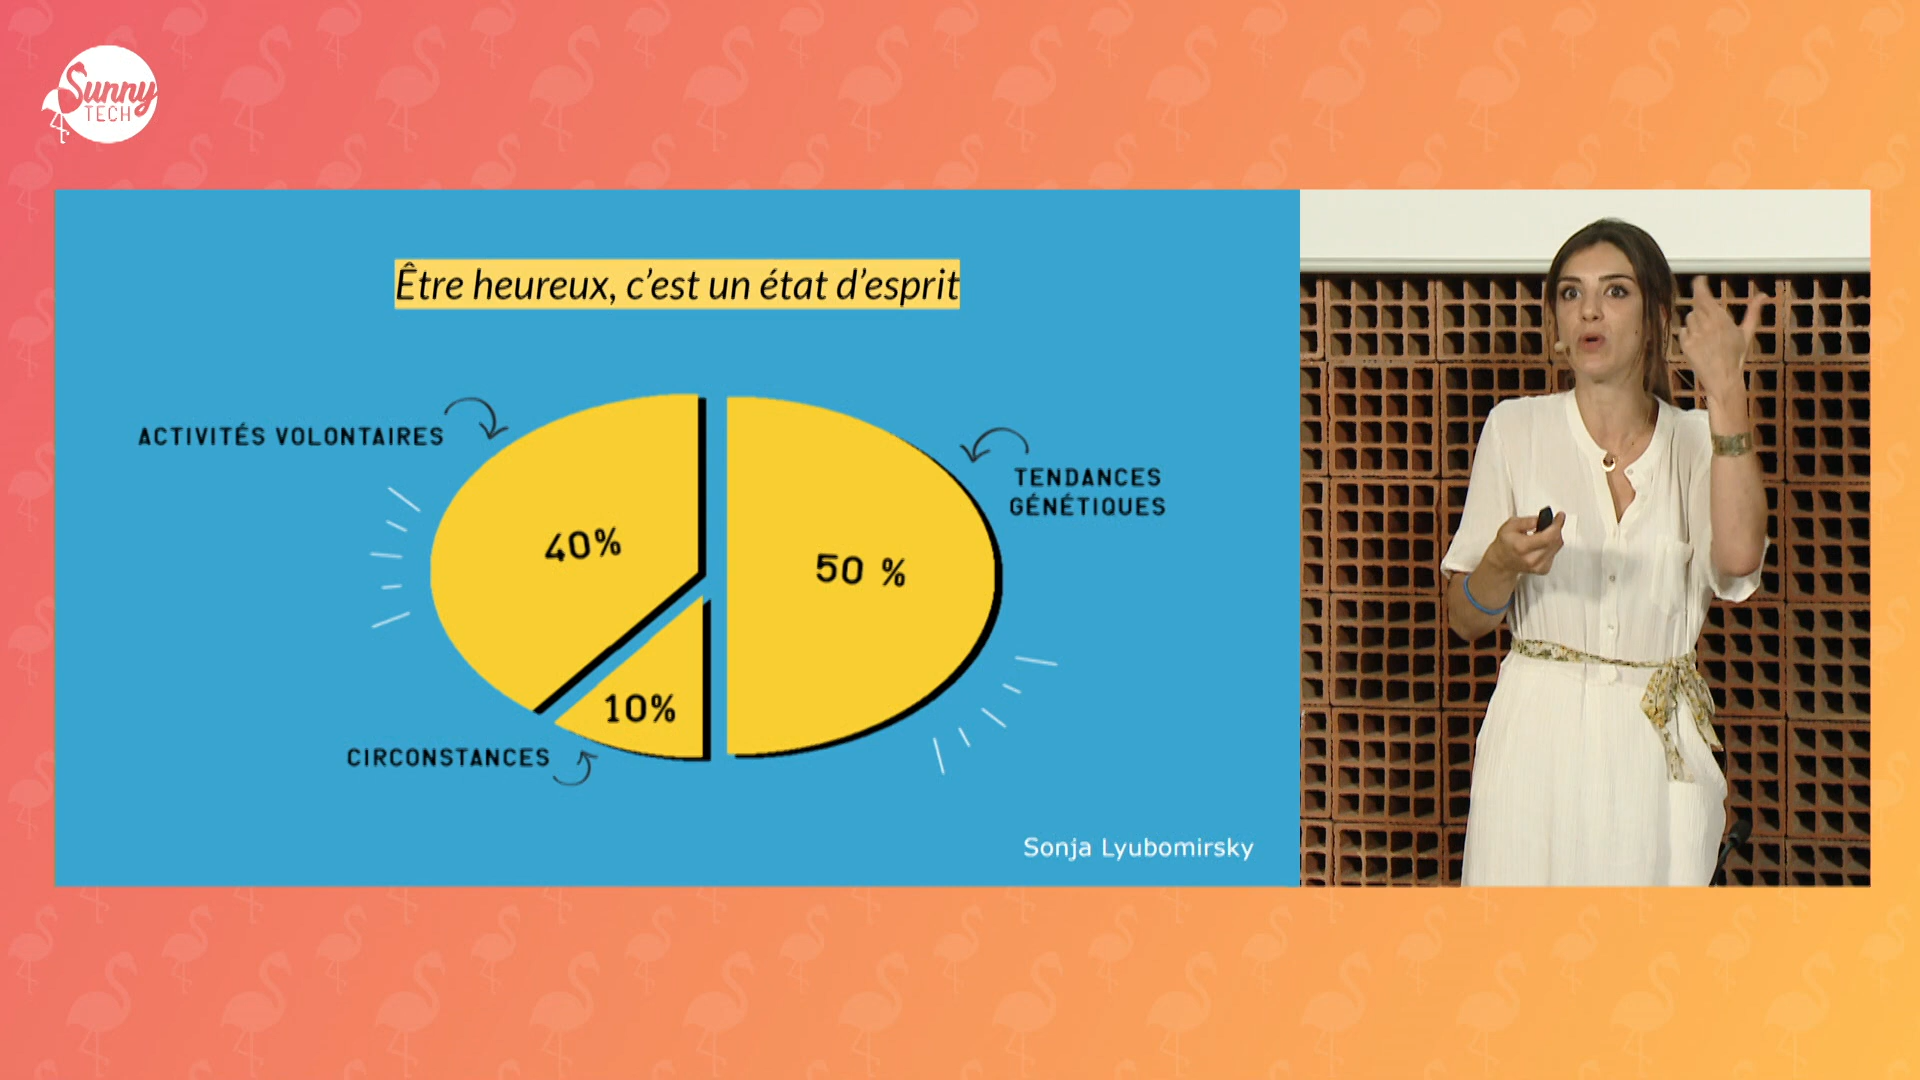 Sunny
TECH
Être heureux, c’est un état d’esprit
ACTIVITÉS VOLONTAIRES
TENDANCES
GÉNÉTIQUES
40%
50 %
10%
CIRCONSTANCES
Sonja Lyubomirsky